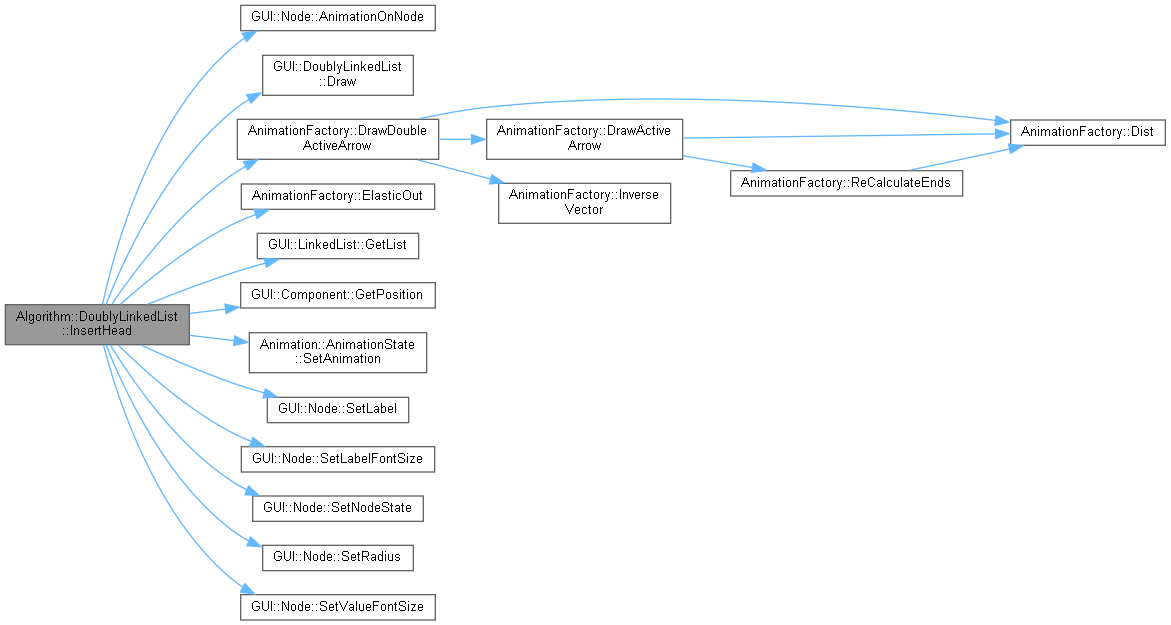 Algorithm::DoublyLinkedList
::InsertHead
GUI::Node::AnimationOnNode
GUI::DoublyLinkedList
::Draw
AnimationFactory::DrawDouble
ActiveArrow
AnimationFactory::DrawActive
Arrow
AnimationFactory::Dist
AnimationFactory::ReCalculateEnds
AnimationFactory::Inverse
Vector
AnimationFactory::ElasticOut
GUI::LinkedList::GetList
GUI::Component::GetPosition
Animation::AnimationState
::SetAnimation
GUI::Node::SetLabel
GUI::Node::SetLabelFontSize
GUI::Node::SetNodeState
GUI::Node::SetRadius
GUI::Node::SetValueFontSize